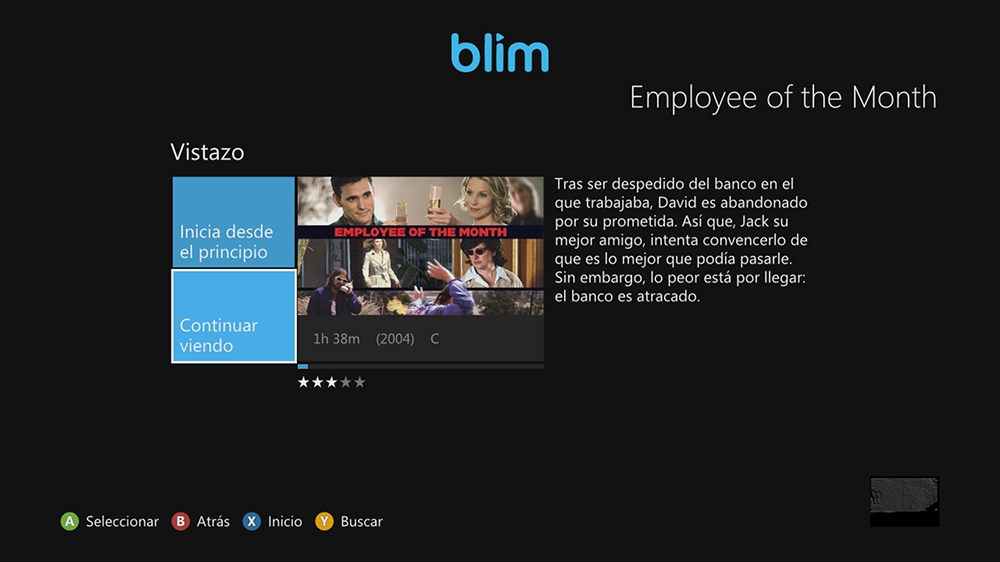 blim
Employee of the Month
Vistazo
Inicia desde
el principio
Continuar
viendo
EMPLOYEE OF THE MONTH
1h 38m (2004) C
Tras ser despedido del banco en el
que trabajaba, David es abandonado
por su prometida. Así que, Jack su
mejor amigo, intenta convencerlo de
que es lo mejor que podía pasarle.
Sin embargo, lo peor está por llegar:
el banco es atracado.
A Seleccionar B Atrás X Inicio Y Buscar